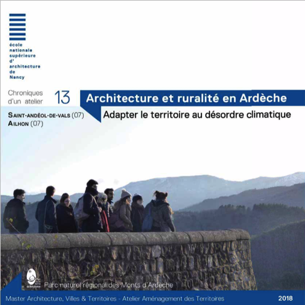 école
nationale
supérieure
d'
architecture
de
Nancy
Chroniques
d'un atelier
13
Architecture et ruralité en Ardèche
SAINT-ANDÉOL-DE-VALS (07)
AILHON (07)
Adapter le territoire au désordre climatique
Parc naturel régional des Monts d'Ardèche
Master Architecture, Villes & Territoires - Atelier Aménagement des Territoires
2018